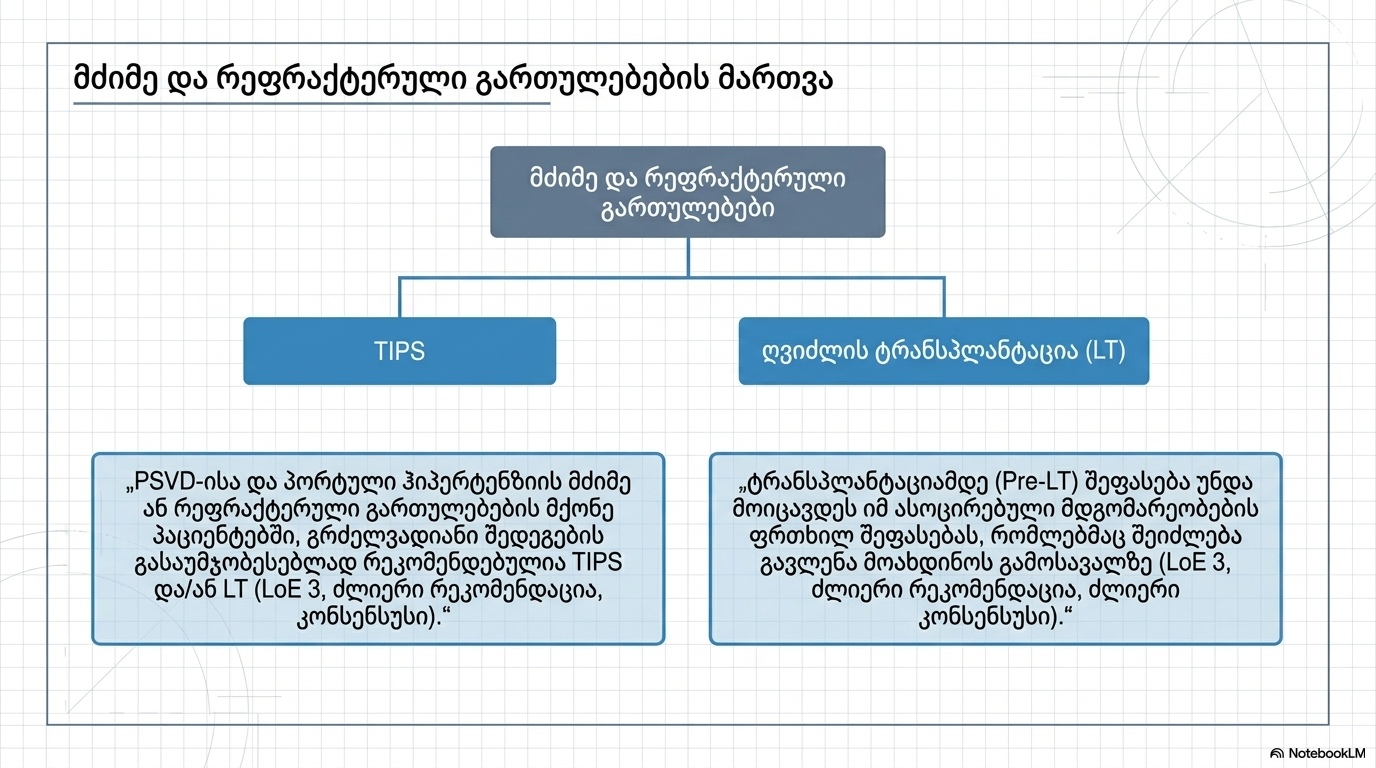 მძიმე და რეფრაქტერული გართულებების მართვა
მძიმე და რეფრაქტერული
გართულებები
TIPS
ღვიძლის ტრანსპლანტაცია (LT)
„PSVD-ისა და პორტული ჰიპერტენზიის მძიმე
ან რეფრაქტერული გართულებების მქონე
პაციენტებში, გრძელვადიანი შედეგების
გასაუმჯობესებლად რეკომენდებულია TIPS
და/ან LT (LoE 3, ძლიერი რეკომენდაცია,
კონსენსუსი).“
„ტრანსპლანტაციამდე (Pre-LT) შეფასება უნდა
მოიცავდეს იმ ასოცირებული მდგომარეობების
ფრთხილ შეფასებას, რომლებმაც შეიძლება
გავლენა მოახდინოს გამოსავალზე (LoE 3,
ძლიერი რეკომენდაცია, ძლიერი
კონსენსუსი).“
NotebookLM